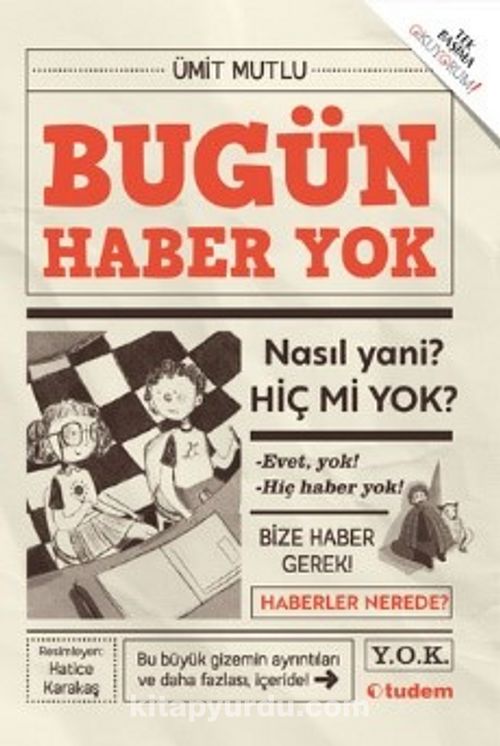 TEK
BAŞIMA
OKUYORUM!
ÜMİT MUTLU
BUGÜN
HABER YOK
Nasıl yani?
HİÇ Mİ YOK?
-Evet, yok!
-Hiç haber yok!
BİZE HABER
GEREK!
HABERLER NEREDE?
Resimleyen:
Hatice
Karakaş
Bu büyük gizemin ayrıntıları
ve daha fazlası, içeride!
Y.O.K.
tudem
kitapyurdu.com